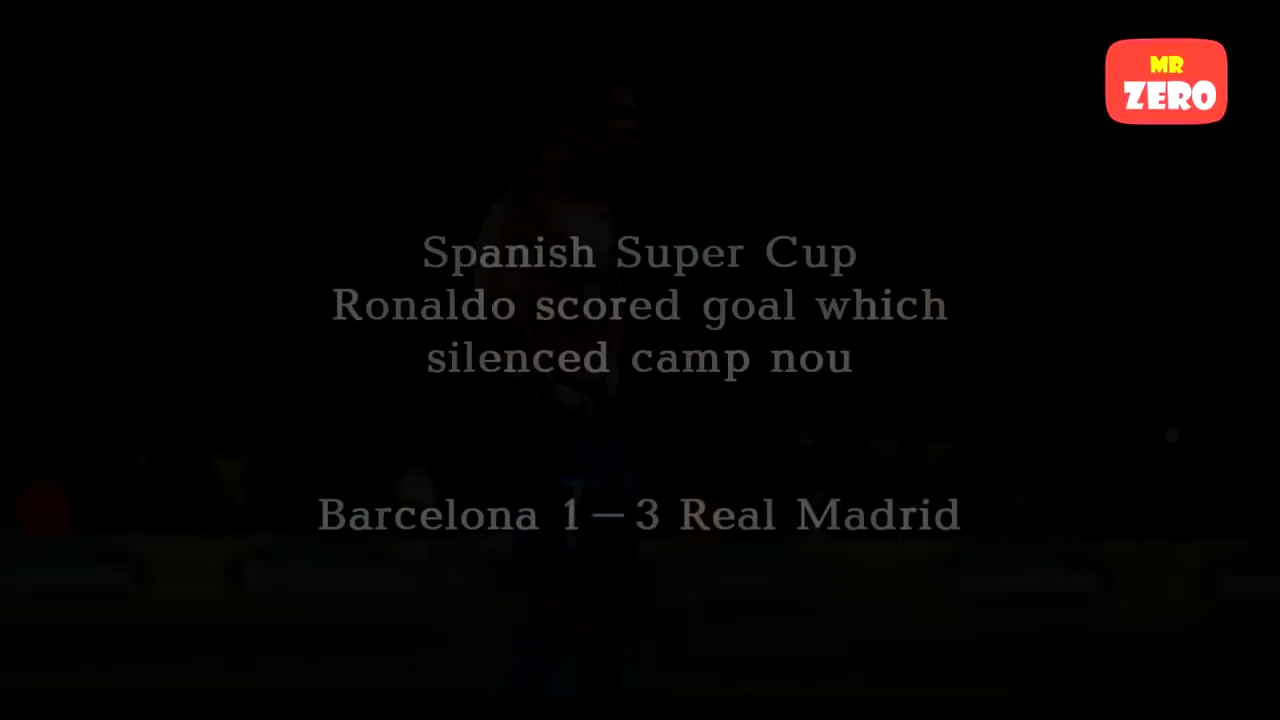 MR
ZERO
Spanish Super Cup
Ronaldo scored goal which
silenced camp nou
Barcelona 1–3 Real Madrid